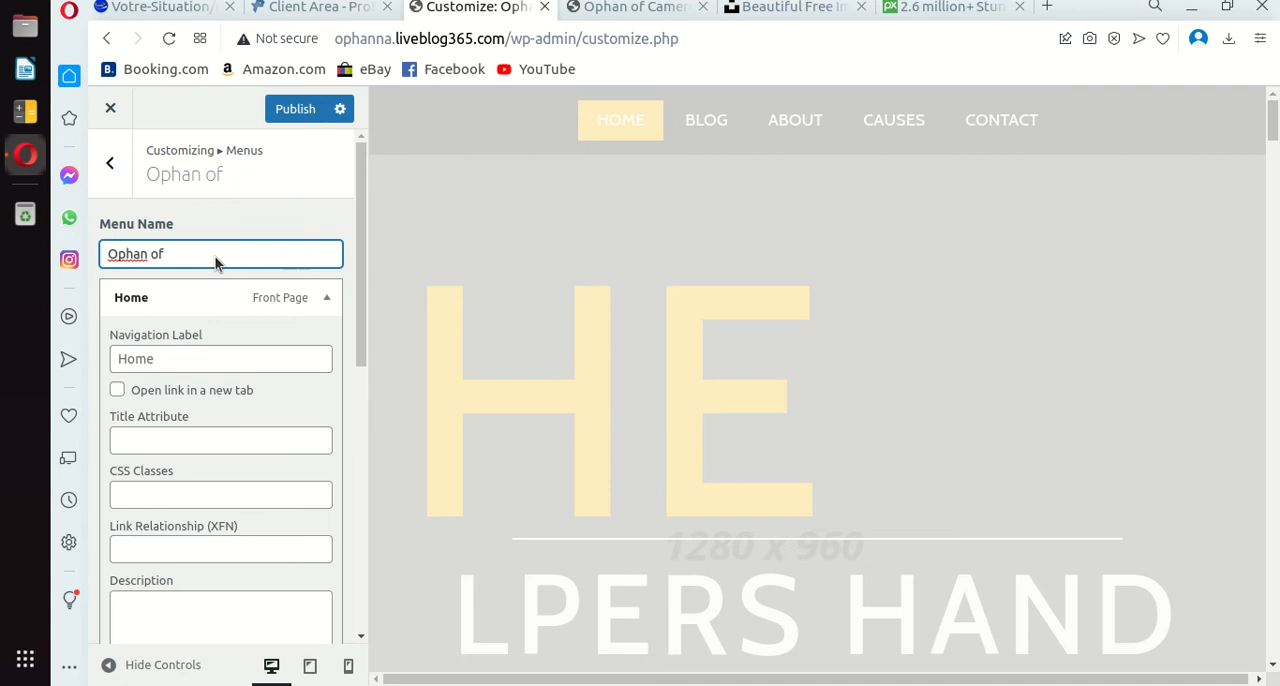 Votre-Situation/
Client Area - Pro
Customize: Oph
Ophan of Camer
Beautiful Free I
2.6 million+ Stun
Not secure
ophanna.liveblog365.com/wp-admin/customize.php
Booking.com
Amazon.com
eBay
Facebook
YouTube
Publish
Customizing ▸ Menus
Ophan of
Menu Name
Ophan of
Home
Front Page
Navigation Label
Home
Open link in a new tab
Title Attribute
CSS Classes
Link Relationship (XFN)
Description
Hide Controls
HOME
BLOG
ABOUT
CAUSES
CONTACT
HE
1280 x 960
LPERS HAND